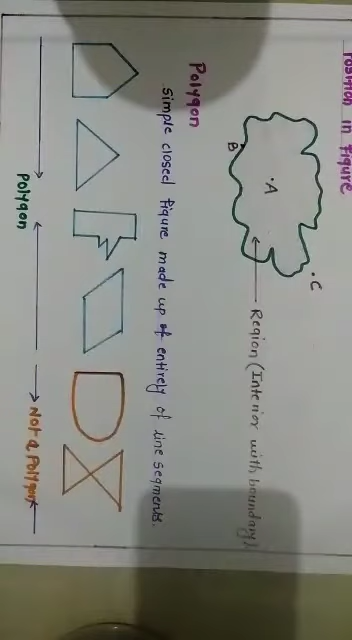 Position in Figure
A
B
C
Region (Interior with boundary)
Polygon
Simple closed Figure made up of entirely of line segments.
Polygon
Not a Polygon